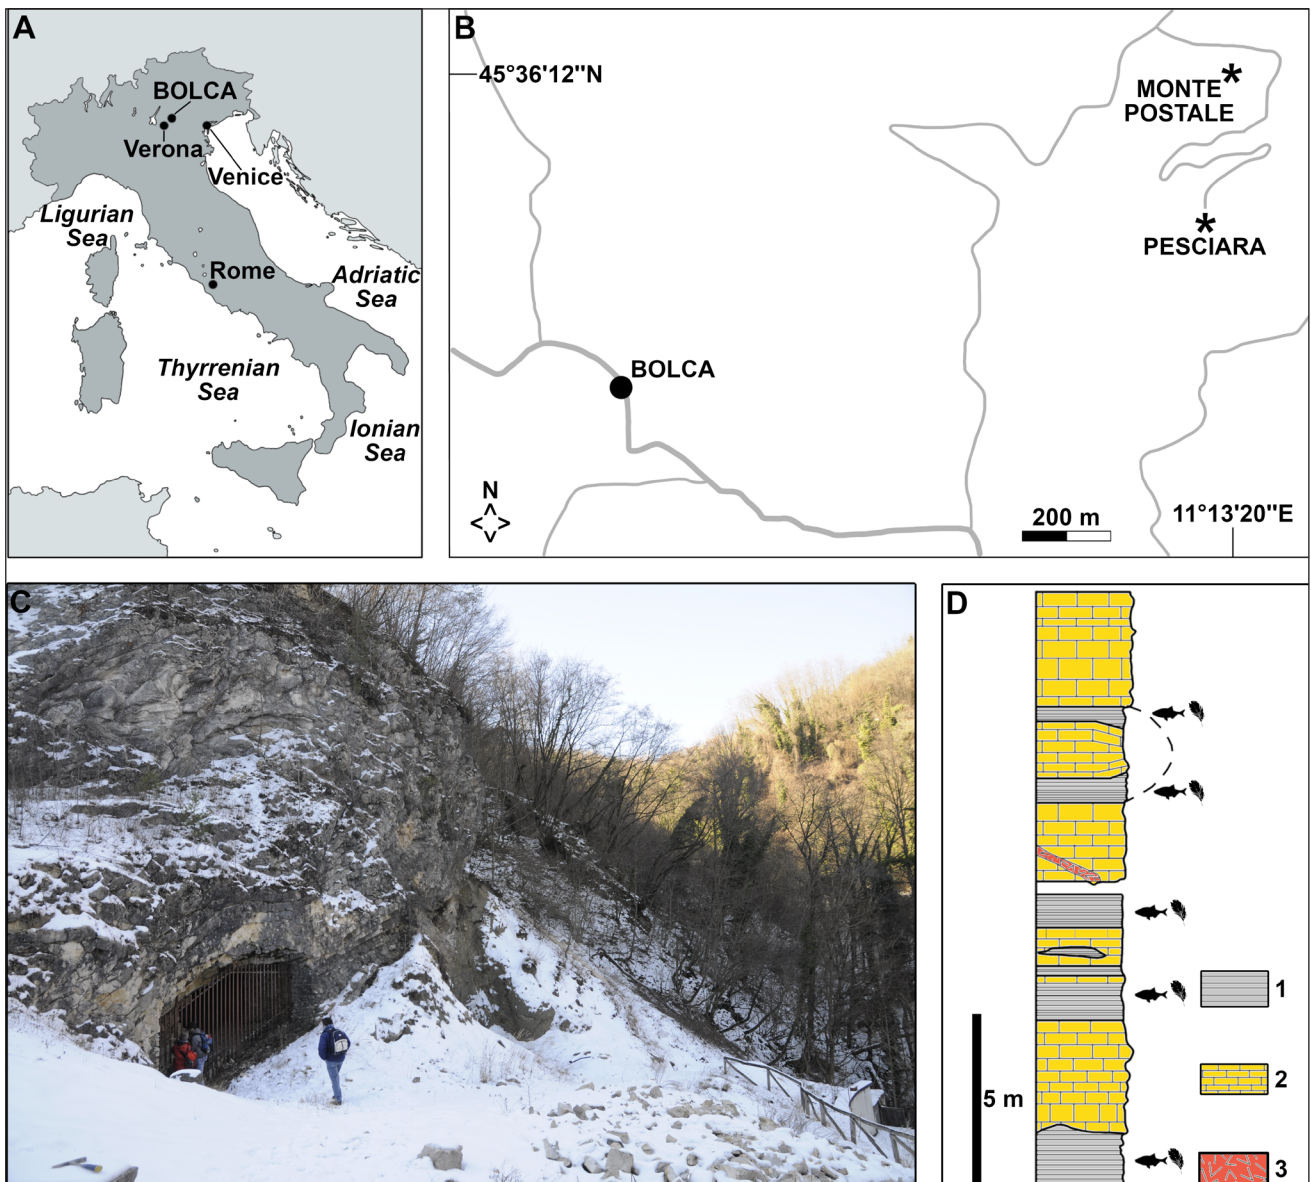 A
BOLCA
Verona
Venice
Ligurian
Sea
Rome
Adriatic
Sea
Thyrrenian
Sea
Ionian
Sea
B
45°36'12''N
MONTE
POSTALE
PESCIARA
BOLCA
N
200 m
11°13'20''E
C
D
1
2
5 m
3